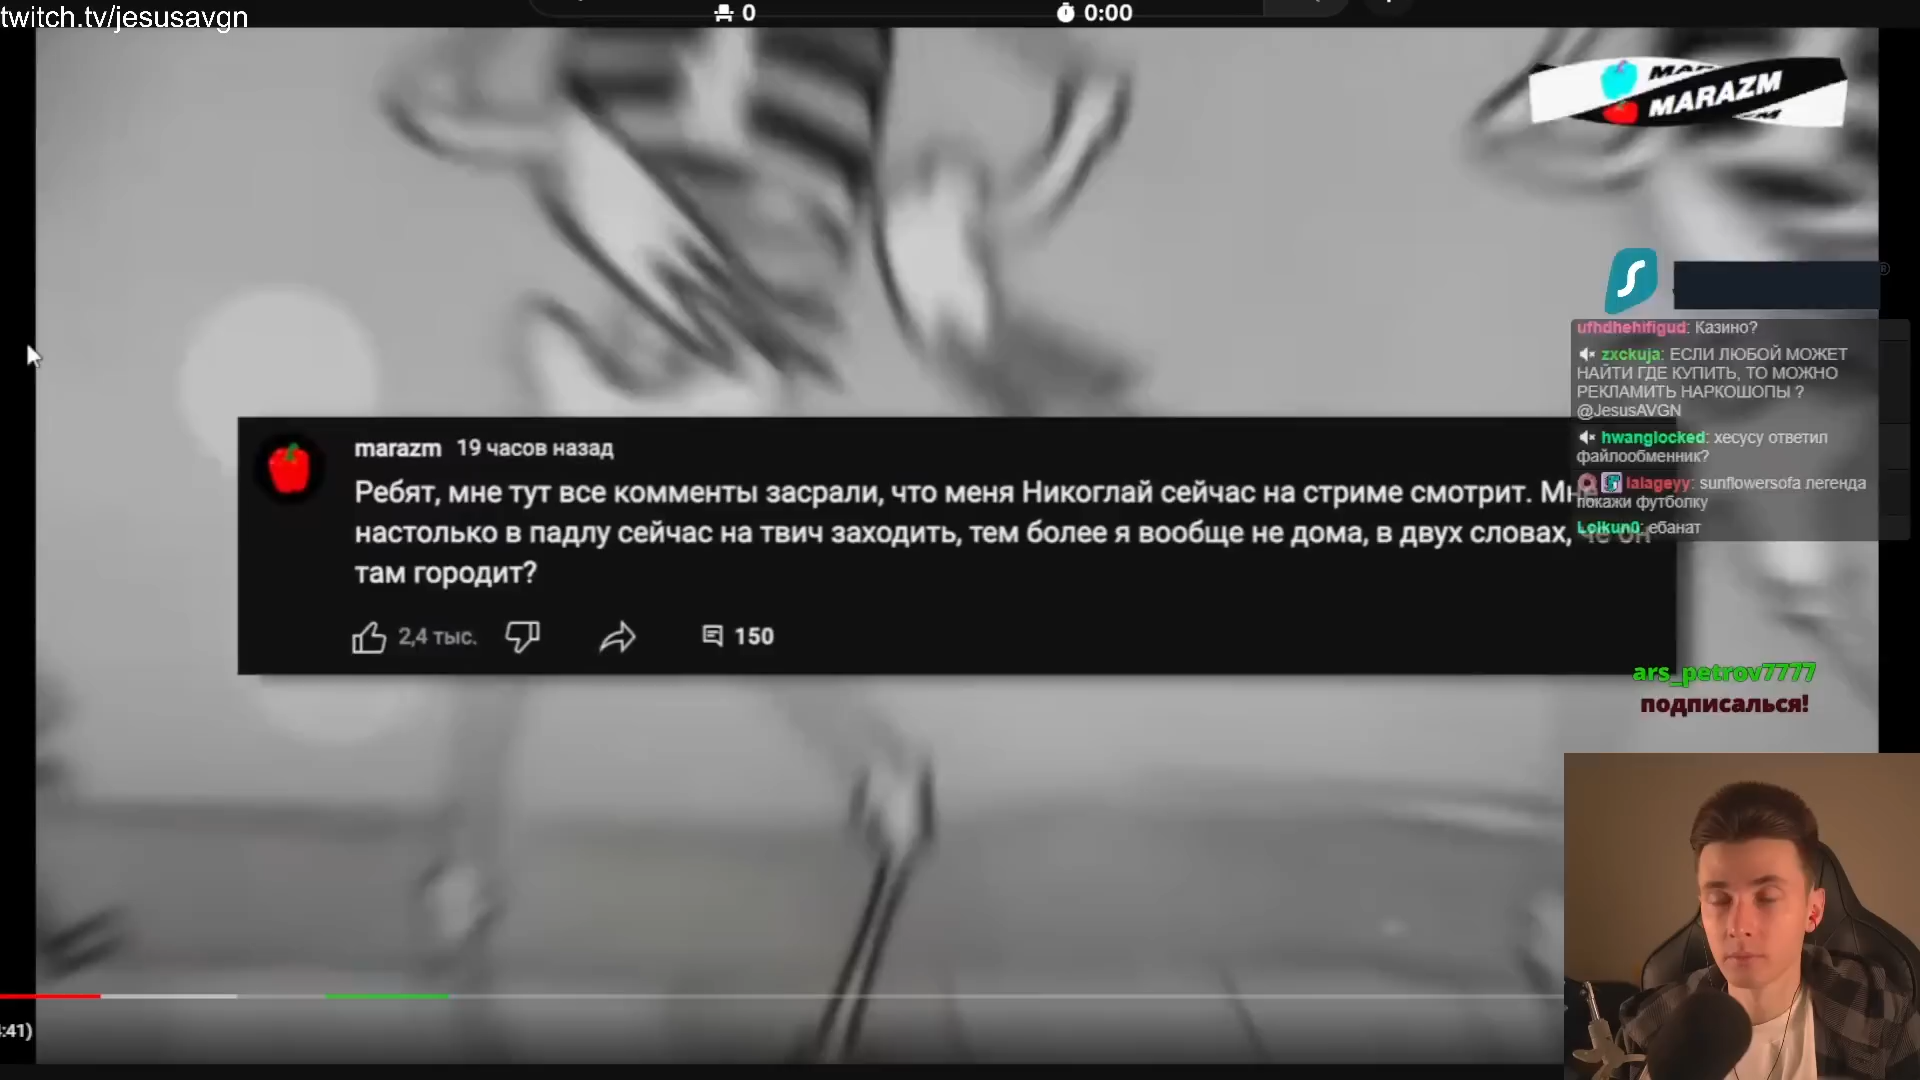 twitch.tv/jesusavgn
0
0:00
MARAZM
ufhdhehifigud: Казино?
zxckuja: ЕСЛИ ЛЮБОЙ МОЖЕТ
НАЙТИ ГДЕ КУПИТЬ, ТО МОЖНО
РЕКЛАМИТЬ НАРКОШОПЫ ?
@JesusAVGN
hwanglocked: хесусу ответил
файлообменник?
lalageyy: sunflowersofa легенда
покажи футболку
Lolkun0: ебанат
marazm 19 часов назад
Ребят, мне тут все комменты засрали, что меня Никоглай сейчас на стриме смотрит. Мне
настолько в падлу сейчас на твич заходить, тем более я вообще не дома, в двух словах, че он
там городит?
2,4 тыс.
150
ars_petrov7777
подписалься!
:41)